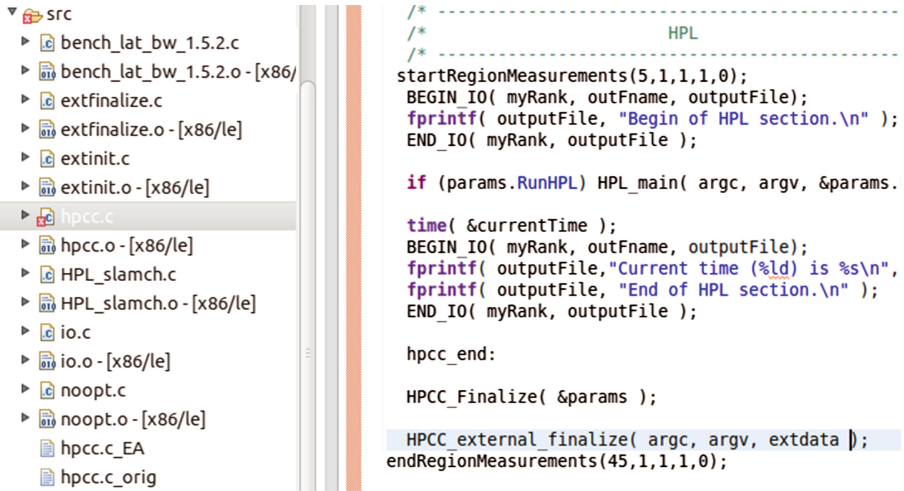 src
bench_lat_bw_1.5.2.c
bench_lat_bw_1.5.2.o - [x86/
extfinalize.c
extfinalize.o - [x86/le]
extinit.c
extinit.o - [x86/le]
hpcc.c
hpcc.o - [x86/le]
HPL_slamch.c
HPL_slamch.o - [x86/le]
io.c
io.o - [x86/le]
noopt.c
noopt.o - [x86/le]
hpcc.c_EA
hpcc.c_orig
/* --------------------------------------------
/* HPL
/* --------------------------------------------
startRegionMeasurements(5,1,1,1,0);
BEGIN_IO( myRank, outFname, outputFile);
fprintf( outputFile, "Begin of HPL section.\n" );
END_IO( myRank, outputFile );
if (params.RunHPL) HPL_main( argc, argv, &params.
time( &currentTime );
BEGIN_IO( myRank, outFname, outputFile);
fprintf( outputFile,"Current time (%ld) is %s\n",
fprintf( outputFile, "End of HPL section.\n" );
END_IO( myRank, outputFile );
hpcc_end:
HPCC_Finalize( &params );
HPCC_external_finalize( argc, argv, extdata );
endRegionMeasurements(45,1,1,1,0);